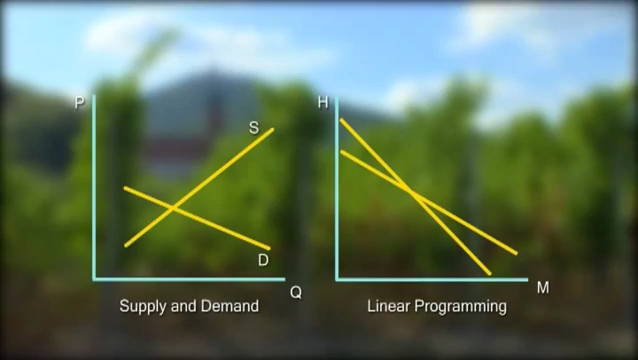 P
S
D
Q
Supply and Demand
H
M
Linear Programming